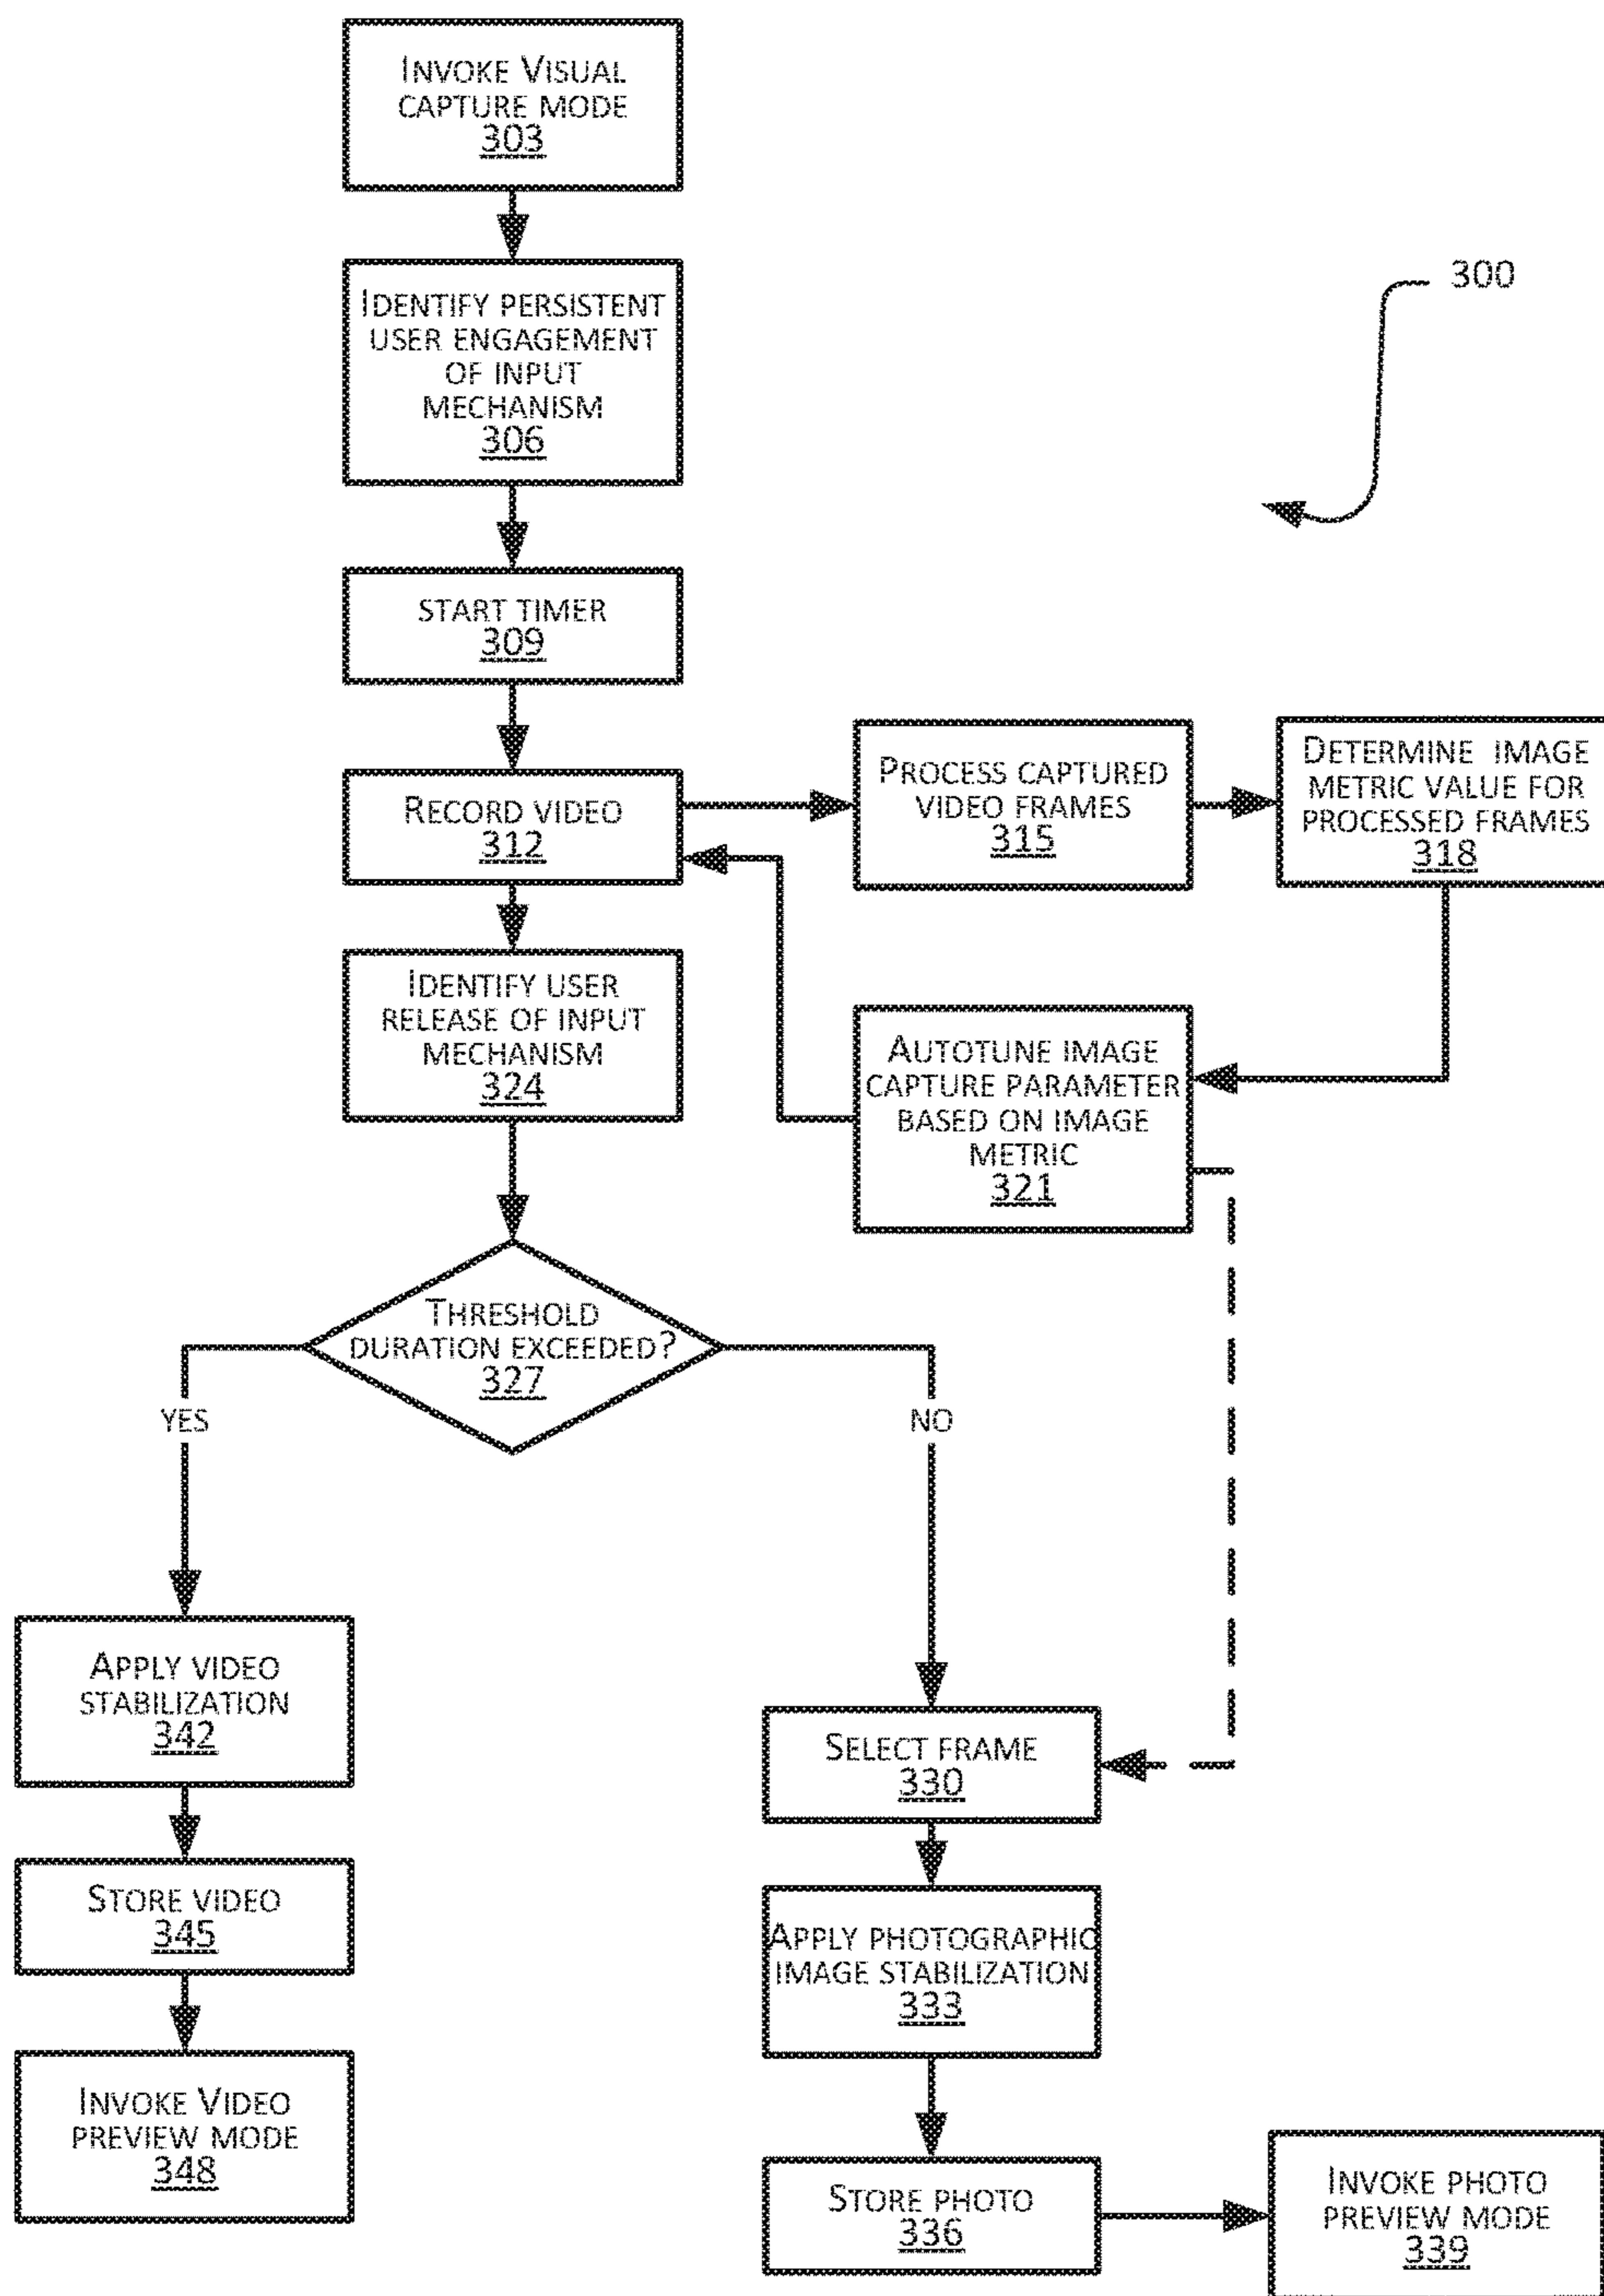 Invoke Visual
capture mode
303
Identify persistent
user engagement
of input
mechanism
306
300
start timer
309
Record video
312
Process captured
video frames
315
Determine image
metric value for
processed frames
318
Identify user
release of input
mechanism
324
Autotune image
capture parameter
based on image
metric
321
Threshold
duration exceeded?
327
YES
NO
Apply video
stabilization
342
Select frame
330
Store video
345
Apply photographic
image stabilization
333
Invoke Video
preview mode
348
Store photo
336
Invoke photo
preview mode
339